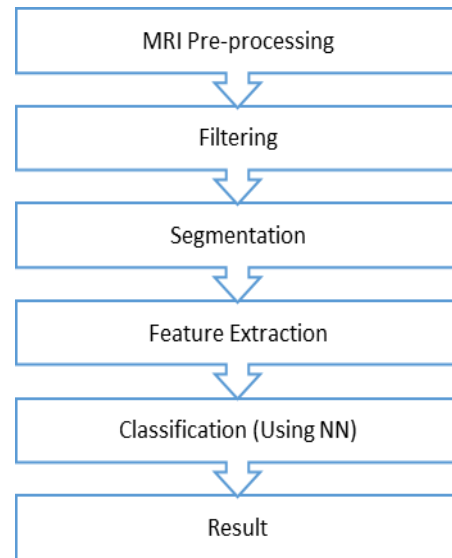 MRI Pre-processing
Filtering
Segmentation
Feature Extraction
Classification (Using NN)
Result